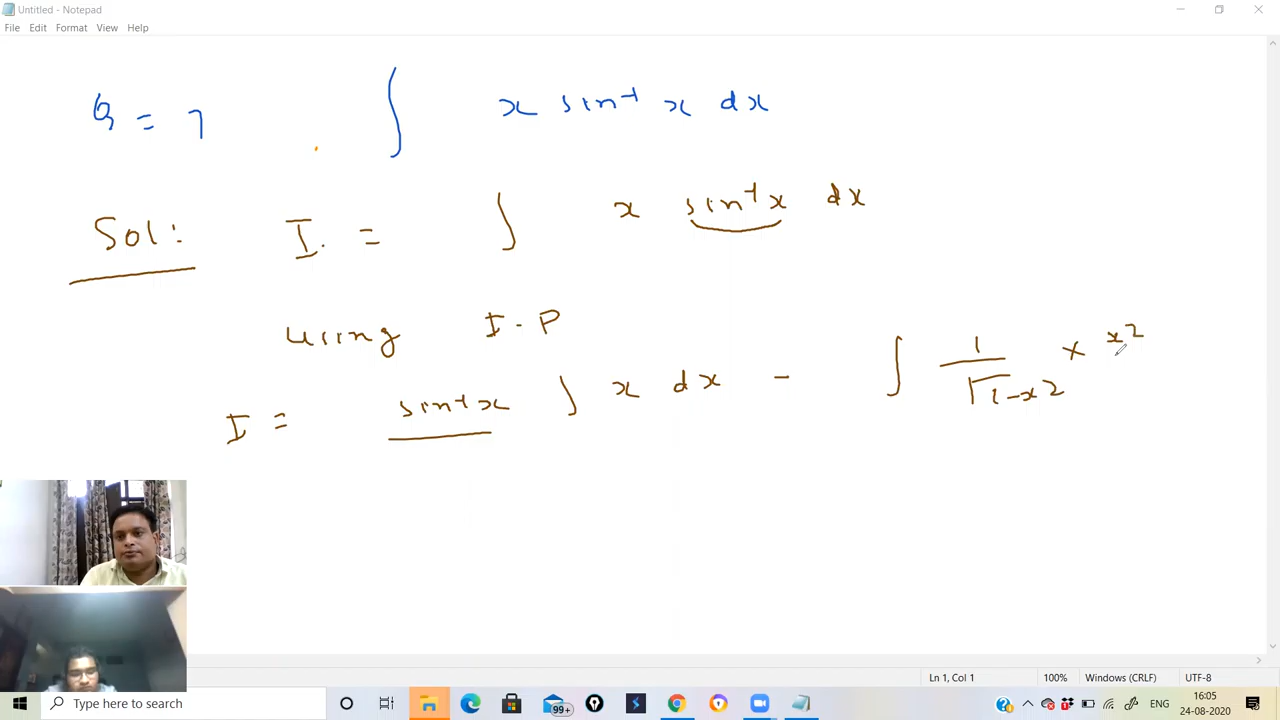 Untitled - Notepad
File Edit Format View Help
Q = 7 ∫ x sin⁻¹ x dx
Sol: I = ∫ x sin⁻¹x dx
using I.P
I = sin⁻¹x ∫ x dx - ∫ 1/√1-x2 × x2
Ln 1, Col 1 100% Windows (CRLF) UTF-8
Type here to search
99+
ENG
16:05
24-08-2020